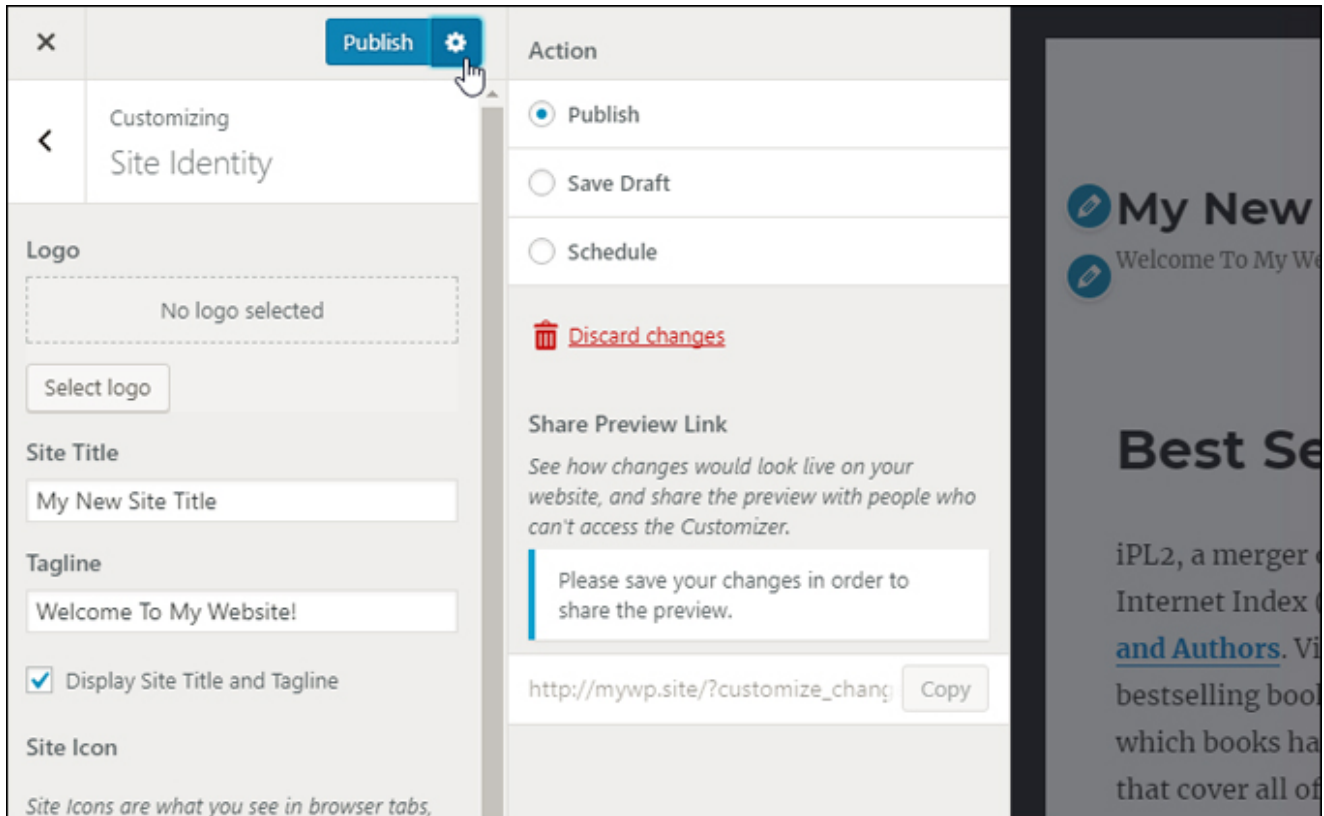 Publish
Customizing
Site Identity
Logo
No logo selected
Select logo
Site Title
My New Site Title
Tagline
Welcome To My Website!
Display Site Title and Tagline
Site Icon
Site Icons are what you see in browser tabs,
Action
Publish
Save Draft
Schedule
Discard changes
Share Preview Link
See how changes would look live on your
website, and share the preview with people who
can't access the Customizer.
Please save your changes in order to
share the preview.
http://mywp.site/?customize_chang
Copy
My New
Welcome To My We
Best Se
iPL2, a merger
Internet Index (
and Authors. Vi
bestselling bool
which books ha
that cover all of